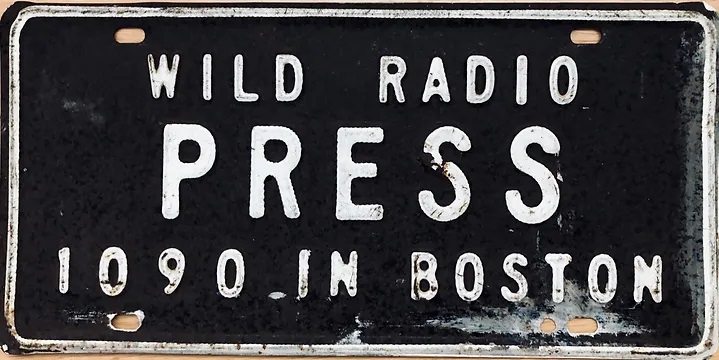 WILD RADIO
PRESS
1090 IN BOSTON